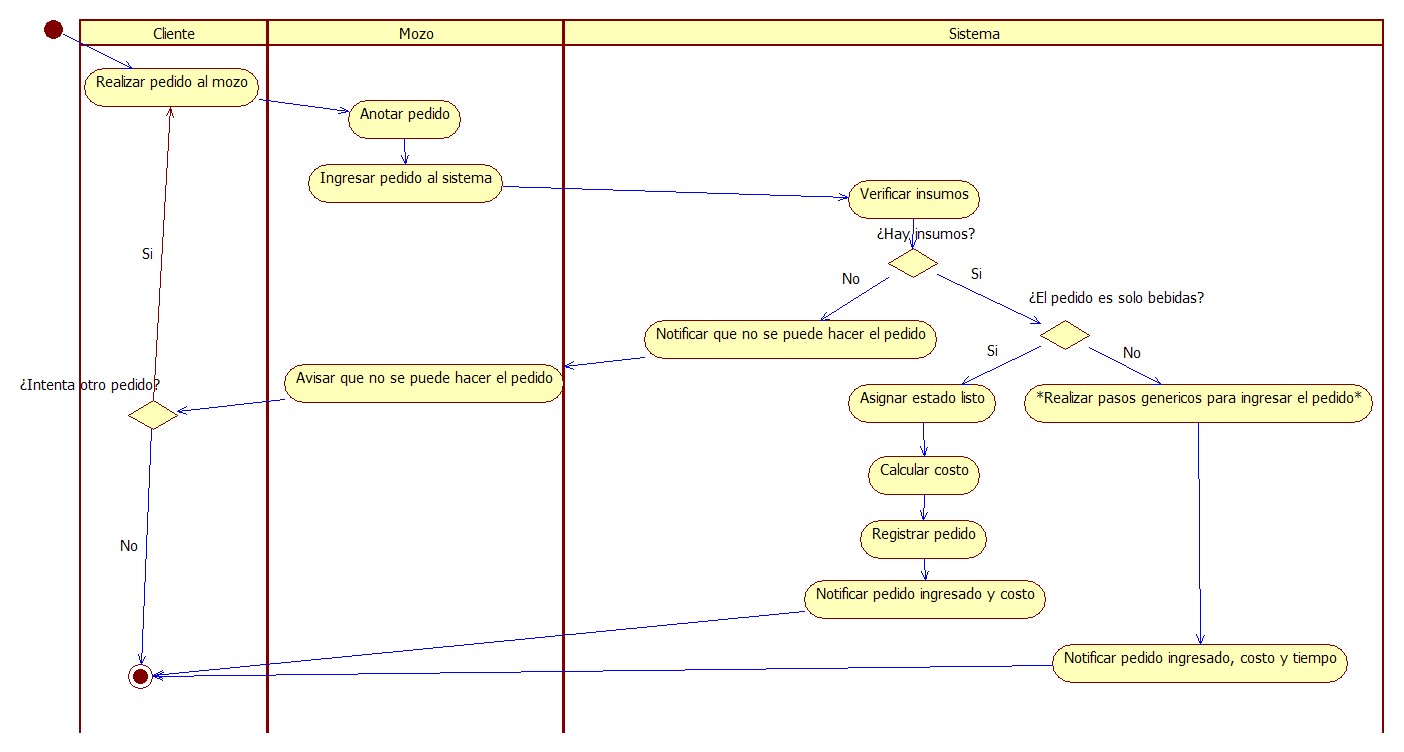 Cliente
Mozo
Sistema
Realizar pedido al mozo
Anotar pedido
Ingresar pedido al sistema
Verificar insumos
¿Hay insumos?
No
Si
¿El pedido es solo bebidas?
Si
Notificar que no se puede hacer el pedido
Si
No
Avisar que no se puede hacer el pedido
¿Intenta otro pedido?
Asignar estado listo
*Realizar pasos genericos para ingresar el pedido*
Calcular costo
Registrar pedido
No
Notificar pedido ingresado y costo
Notificar pedido ingresado, costo y tiempo